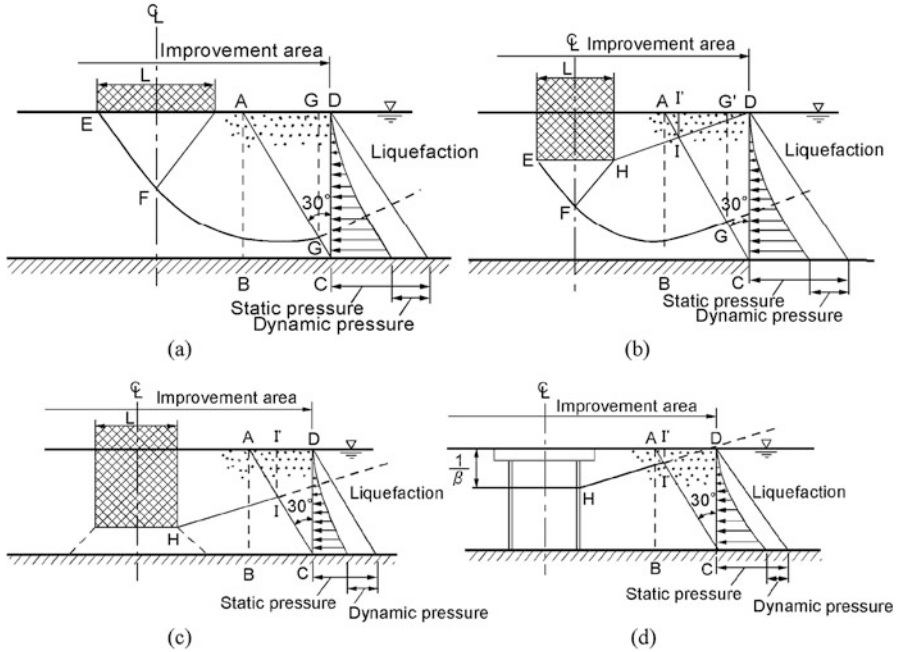 ℄
Improvement area
L
A G D
E
Liquefaction
F
30°
G
B C
Static pressure
Dynamic pressure
(a)
℄ Improvement area
L
A I' G' D
Liquefaction
E H I
F
30°
G
B C
Static pressure
Dynamic pressure
(b)
℄
Improvement area
L
A I' D
Liquefaction
I
30°
H
B C
Static pressure
Dynamic pressure
(c)
℄
Improvement area
A I' D
1/β
H I
Liquefaction
30°
B C
Static pressure
Dynamic pressure
(d)